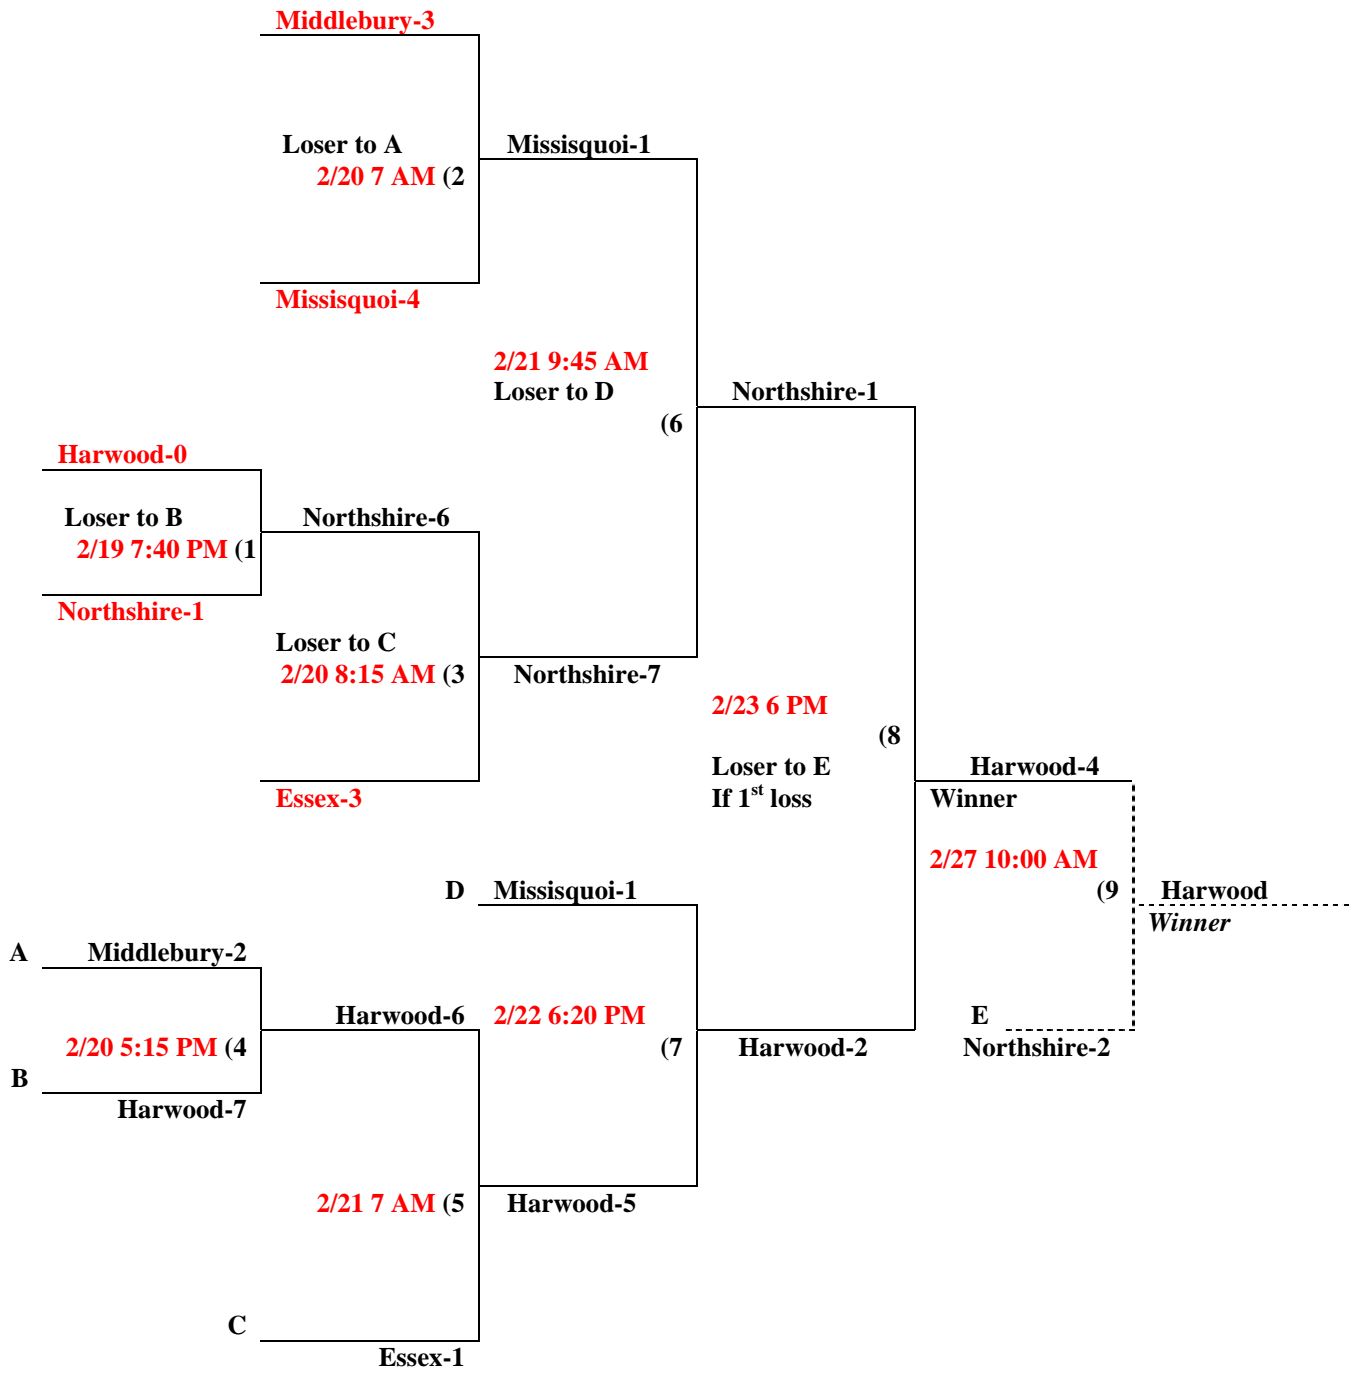 Middlebury-3
Loser to A
Missisquoi-1
2/20 7 AM (2
Missisquoi-4
2/21 9:45 AM
Loser to D
Northshire-1
(6
Harwood-0
Loser to B
Northshire-6
2/19 7:40 PM (1
Northshire-1
Loser to C
2/20 8:15 AM (3
Northshire-7
2/23 6 PM
(8
Loser to E
If 1st loss
Harwood-4
Winner
Essex-3
2/27 10:00 AM
(9
D Missisquoi-1
Harwood
Winner
A Middlebury-2
Harwood-6
2/22 6:20 PM
E
2/20 5:15 PM (4
(7
Harwood-2
Northshire-2
B
Harwood-7
2/21 7 AM (5
Harwood-5
C
Essex-1